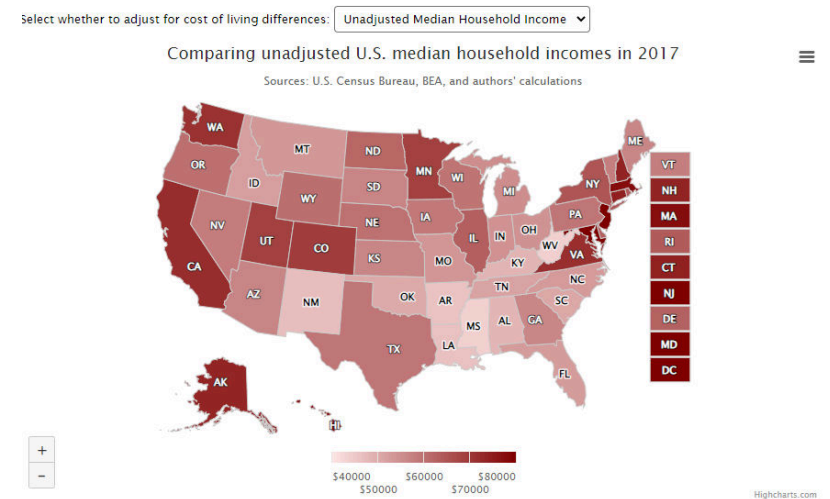 Select whether to adjust for cost of living differences: Unadjusted Median Household Income
Comparing unadjusted U.S. median household incomes in 2017
Sources: U.S. Census Bureau, BEA, and authors' calculations
WA
OR
CA
NV
ID
MT
WY
UT
AZ
CO
NM
ND
SD
NE
KS
OK
TX
MN
IA
MO
AR
LA
WI
IL
MI
IN
OH
KY
TN
MS
AL
GA
FL
SC
NC
VA
WV
PA
NY
ME
AK
HI
VT
NH
MA
RI
CT
NJ
DE
MD
DC
+
−
$40000 $60000 $80000
$50000 $70000
Highcharts.com